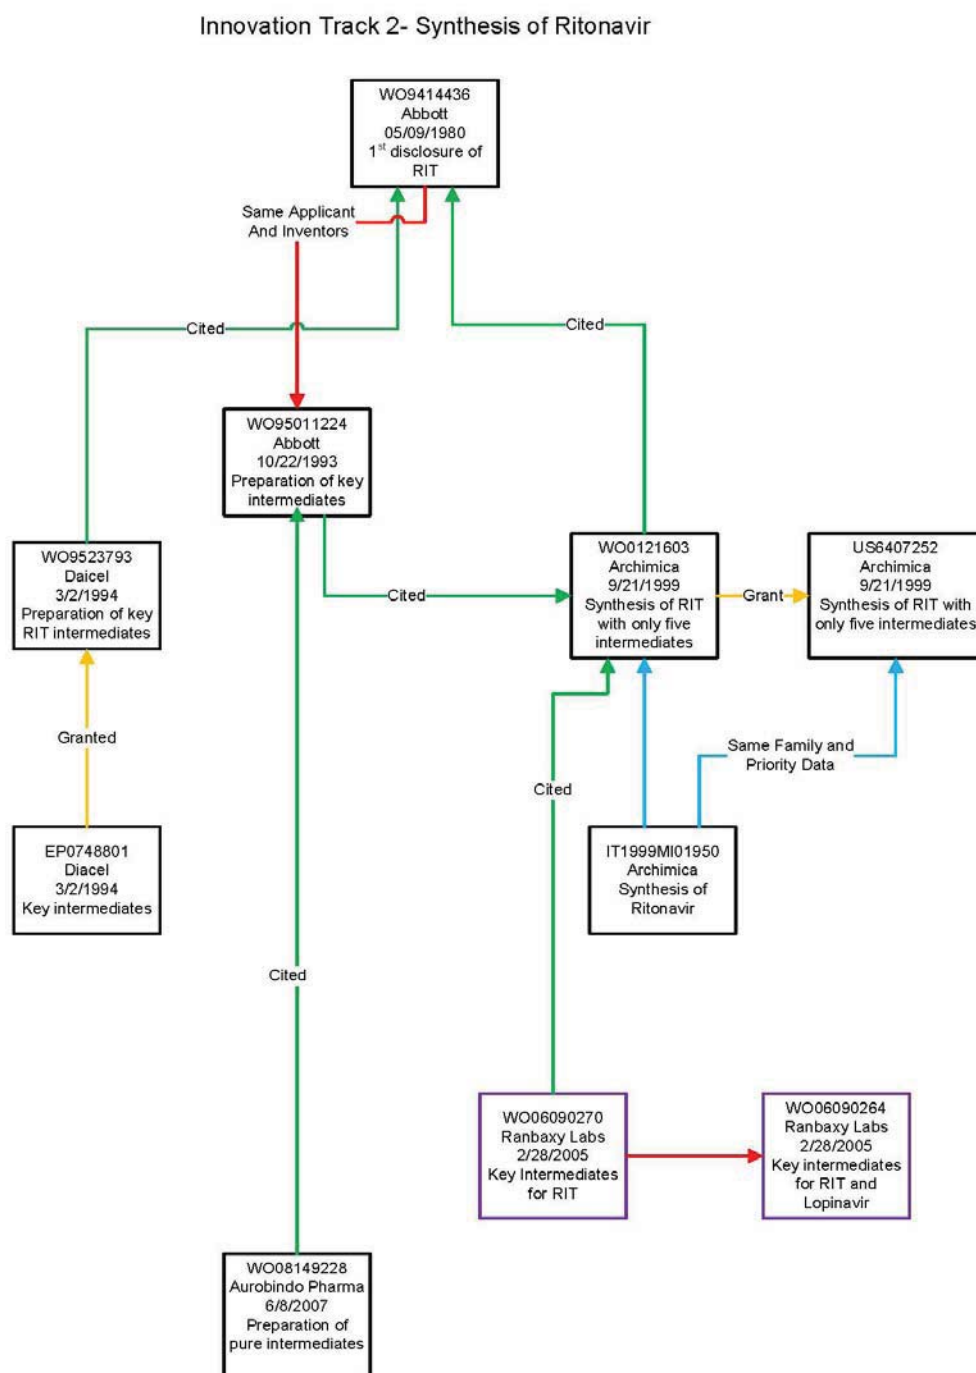 Innovation Track 2- Synthesis of Ritonavir
WO9414436
Abbott
05/09/1980
1st disclosure of
RIT
Same Applicant
And Inventors
Cited
Cited
WO95011224
Abbott
10/22/1993
Preparation of key
intermediates
WO9523793
Daicel
3/2/1994
Preparation of key
RIT intermediates
Cited
WO0121603
Archimica
9/21/1999
Synthesis of RIT
with only five
intermediates
Grant
US6407252
Archimica
9/21/1999
Synthesis of RIT with
only five intermediates
Granted
Same Family and
Priority Data
Cited
EP0748801
Diacel
3/2/1994
Key intermediates
IT1999MI01950
Archimica
Synthesis of
Ritonavir
Cited
WO06090270
Ranbaxy Labs
2/28/2005
Key Intermediates
for RIT
WO06090264
Ranbaxy Labs
2/28/2005
Key intermediates
for RIT and
Lopinavir
WO08149228
Aurobindo Pharma
6/8/2007
Preparation of
pure intermediates